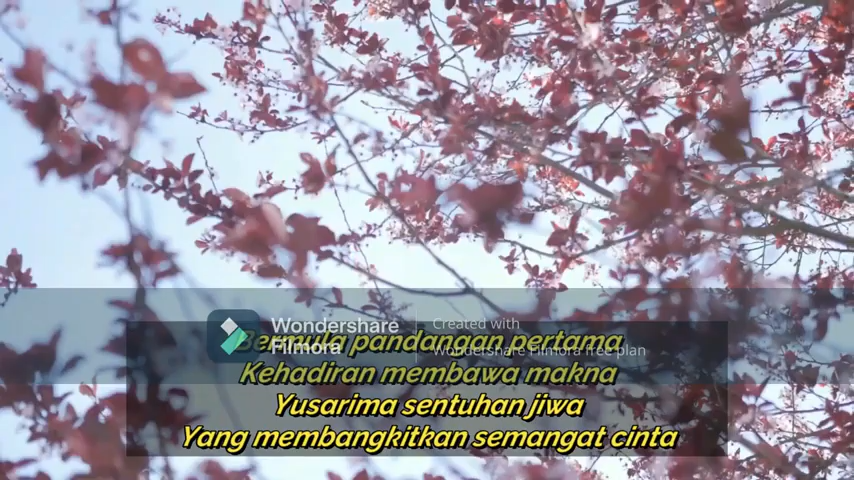 Wondershare
Filmora
Created with
Wondershare Filmora free plan
Bermula pandangan pertama
Kehadiran membawa makna
Yusarima sentuhan jiwa
Yang membangkitkan semangat cinta